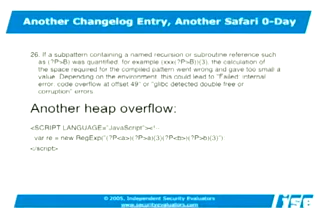 Another Changelog Entry, Another Safari 0-Day
26. If a subpattern containing a named recursion or subroutine reference such
as (?P>B) was quantified, for example (xxx(?P>B)){3}, the calculation of
the space required for the compiled pattern went wrong and gave too small a
value. Depending on the environment, this could lead to "Failed: internal
error: code overflow at offset 49" or "glibc detected double free or
corruption" errors.
Another heap overflow:
<SCRIPT LANGUAGE="JavaScript"><!--
var re = new RegExp(
</script>
© 2005, Independent Security Evaluators
www.securityevaluators.com
ise